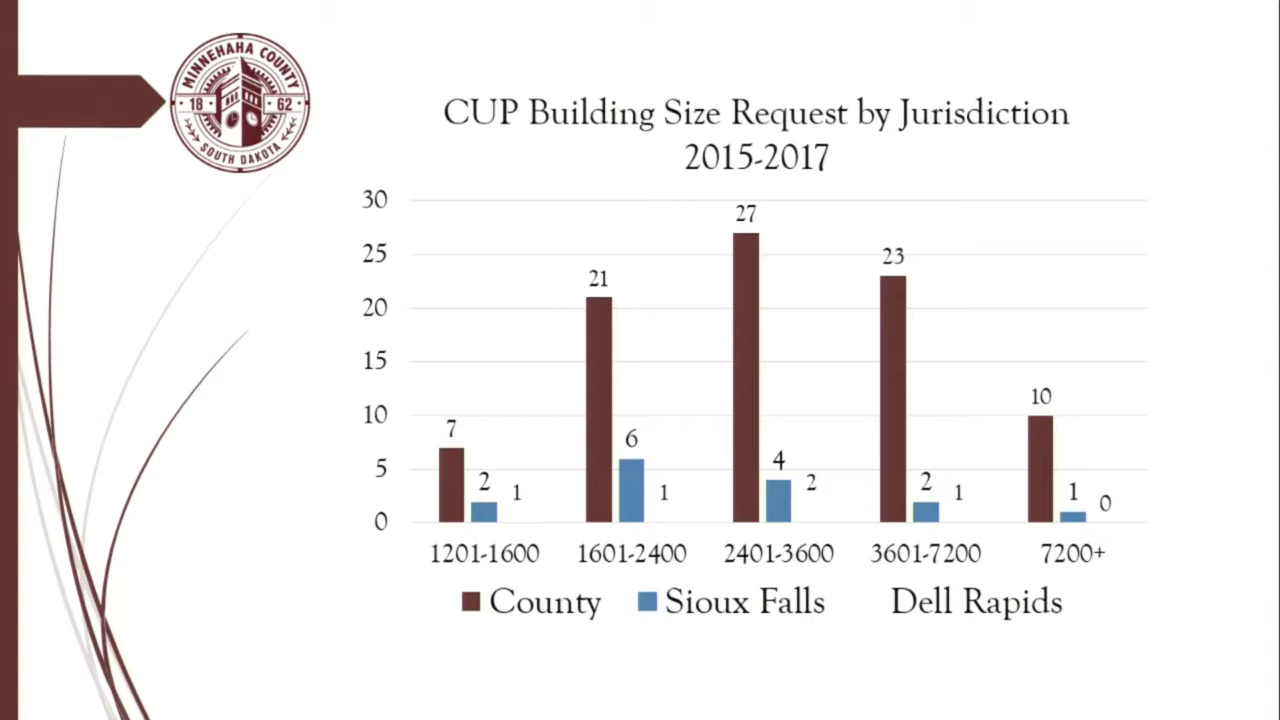 MINNEHAHA COUNTY
18 62
SOUTH DAKOTA
CUP Building Size Request by Jurisdiction
2015-2017
30
25
20
15
10
5
0
7 2 1
21 6 1
27 4 2
23 2 1
10 1 0
1201-1600 1601-2400 2401-3600 3601-7200 7200+
County Sioux Falls Dell Rapids